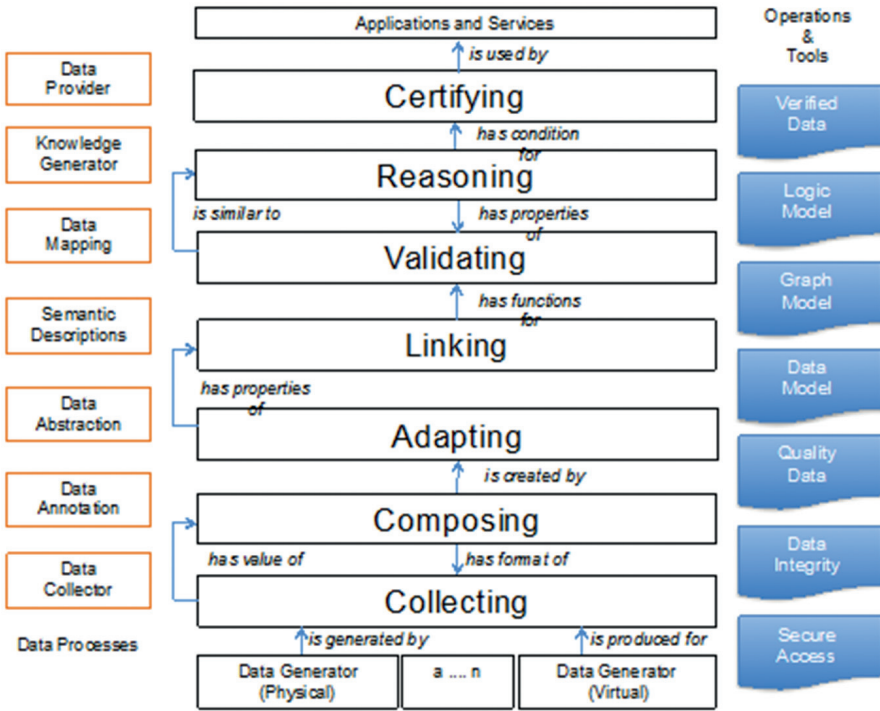 Applications and Services
Operations
&
Tools
is used by
Data
Provider
Certifying
Verified
Data
has condition
for
Knowledge
Generator
Reasoning
Logic
Model
is similar to
has properties
of
Data
Mapping
Validating
Graph
Model
has functions
for
Semantic
Descriptions
Linking
Data
Model
has properties
of
Data
Abstraction
Adapting
Quality
Data
is created by
Data
Annotation
Composing
Data
Integrity
has value of
has format of
Data
Collector
Collecting
Secure
Access
is generated by
is produced for
Data Processes
Data Generator
(Physical)
a .... n
Data Generator
(Virtual)